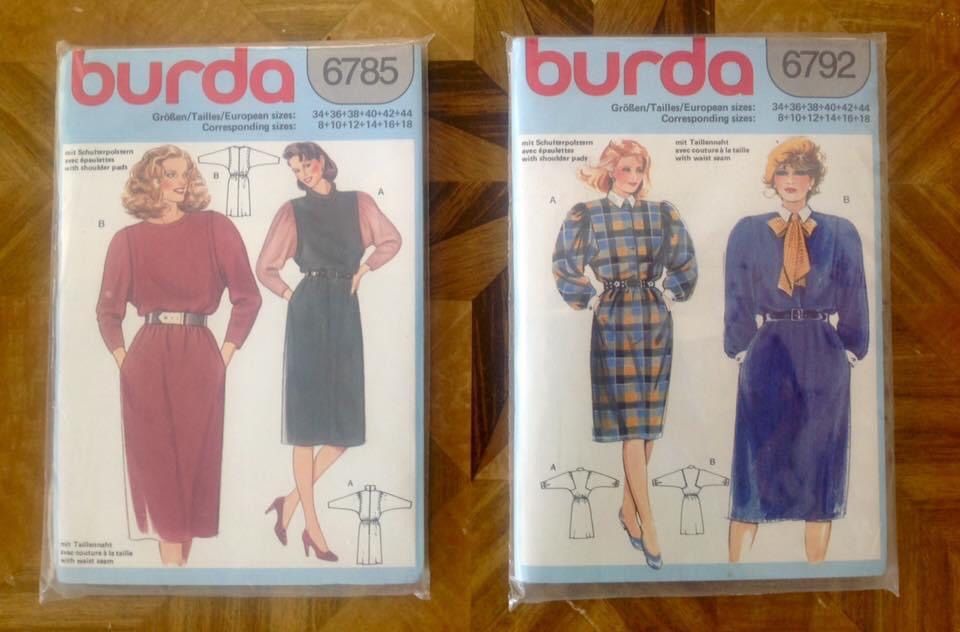 burda
6785
Größen/Tailles/European sizes: 34+36+38+40+42+44
Corresponding sizes: 8+10+12+14+16+18
mit Schulterpolstern
avec épaulettes
with shoulder pads
B
A
B
A
mit Taillennaht
avec couture à la taille
with waist seam
burda
6792
Größen/Tailles/European sizes: 34+36+38+40+42+44
Corresponding sizes: 8+10+12+14+16+18
mit Schulterpolstern
avec épaulettes
with shoulder pads
mit Taillennaht
avec couture à la taille
with waist seam
A
B
A
B